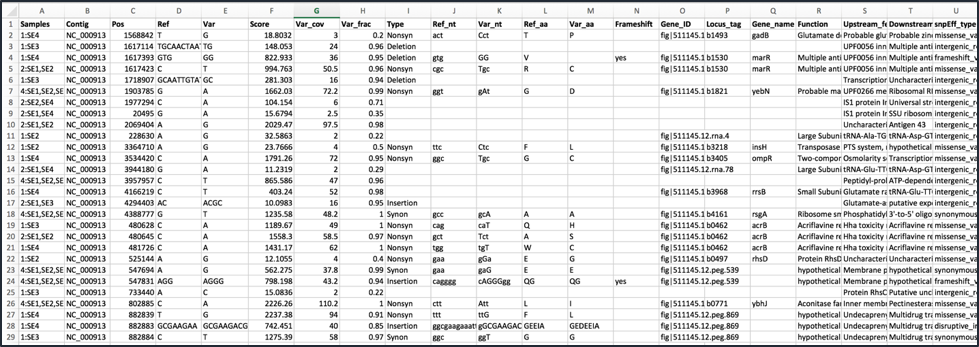 A B C D E F G H I J K L M N O P Q R S T U
1 Samples Contig Pos Ref Var Score Var_cov Var_frac Type Ref_nt Var_nt Ref_aa Var_aa Frameshift Gene_ID Locus_tag Gene_name Function Upstream_fe Downstream snpEff_type
2 1:SE4 NC_000913 1568842 T G 18.8032 3 0.2 Nonsyn act Cct T P fig|511145.1 b1493 gadB Glutamate d Probable glu Probable zin missense_va
3 1:SE3 NC_000913 1617114 TGCAACTAA TG 148.053 24 0.96 Deletion UPF0056 inn Multiple anti intergenic_re
4 1:SE4 NC_000913 1617393 GTG GG 822.933 36 0.95 Deletion gtg GG V yes fig|511145.1 b1530 marR Multiple anti UPF0056 inn Multiple anti frameshift_v
5 2:SE1,SE2 NC_000913 1617423 C T 994.763 50.5 0.96 Nonsyn cgc Tgc R C fig|511145.1 b1530 marR Multiple anti UPF0056 inn Multiple anti missense_va
6 1:SE3 NC_000913 1718907 GCAATTGTA GC 281.303 16 0.94 Deletion Transcription Uncharacteri intergenic_re
7 4:SE1,SE2,SE NC_000913 1903785 G A 1662.03 72.2 0.99 Nonsyn ggt gAt G D fig|511145.1 b1821 yebN Probable ma UPF0266 me Ribosomal RI missense_va
8 2:SE2,SE4 NC_000913 1977294 C A 104.154 6 0.71 IS1 protein I Universal str intergenic_re
9 2:SE1,SE4 NC_000913 20495 G A 15.6794 2.5 0.35 IS1 protein I SSU ribosom intergenic_re
10 2:SE1,SE2 NC_000913 2069404 A G 2029.47 97.5 0.98 Uncharacteri Antigen 43 intergenic_re
11 1:SE2 NC_000913 228630 A G 32.5863 2 0.22 fig|511145.12.rna.4 Large Subuni tRNA-Ala-TG tRNA-Asp-GT intergenic_re
12 1:SE2 NC_000913 3364710 A G 23.7666 4 0.5 Nonsyn ttc Ctc F L fig|511145.1 b3218 insH Transposase PTS system, hypothetical missense_va
13 1:SE4 NC_000913 3534420 C A 1791.26 72 0.95 Nonsyn ggc Tgc G C fig|511145.1 b3405 ompR Two-compor Osmolarity s Transcription missense_va
14 2:SE1,SE3 NC_000913 3944180 G A 11.2319 2 0.29 fig|511145.12.rna.78 Large Subuni tRNA-Glu-TT tRNA-Asp-GT intergenic_re
15 1:SE2 NC_000913 3957957 C T 865.586 47 0.96 Peptidyl-prol ATP-depende intergenic_re
16 1:SE4 NC_000913 4166219 C T 403.24 52 0.98 fig|511145.1 b3968 rrsB Small Subuni Glutamate ra tRNA-Glu-TT intergenic_re
17 2:SE1,SE3 NC_000913 4294403 AC ACGC 10.0983 16 0.95 Insertion Glutamate-a putative expo intergenic_re
18 4:SE1,SE2,SE NC_000913 4388777 G T 1235.58 48.2 1 Synon gcc gcA A A fig|511145.1 b4161 rsgA Ribosome sm Phosphatidyl 3'-to-5' oligo synonymous
19 1:SE3 NC_000913 480628 C A 1189.67 49 1 Nonsyn cag caT Q H fig|511145.1 b0462 acrB Acriflavine re Hha toxicity Acriflavine re missense_va
20 2:SE1,SE2 NC_000913 480645 C A 1558.3 58.5 0.97 Nonsyn gct Tct A S fig|511145.1 b0462 acrB Acriflavine re Hha toxicity Acriflavine re missense_va
21 1:SE4 NC_000913 481726 C A 1431.17 62 1 Nonsyn tgg tgT W C fig|511145.1 b0462 acrB Acriflavine re Hha toxicity Acriflavine re missense_va
22 1:SE2 NC_000913 525144 A G 12.1055 4 0.4 Nonsyn gaa gGa E G fig|511145.1 b0497 rhsD Protein RhsD Uncharacteri hypothetical missense_va
23 4:SE1,SE2,SE NC_000913 547694 A G 562.275 37.8 0.99 Synon gaa gaG E E fig|511145.12.peg.539 hypothetical Membrane p hypothetical synonymous
24 4:SE1,SE2,SE NC_000913 547831 AGG AGGG 798.198 43.2 0.94 Insertion cagggg cAGGGgg QG QG yes fig|511145.12.peg.539 hypothetical Membrane p hypothetical frameshift_v
25 1:SE3 NC_000913 733440 A C 15.0836 2 0.22 Protein RhsC Putative unc intergenic_re
26 4:SE1,SE2,SE NC_000913 802885 C A 2226.26 110.2 1 Nonsyn ctt Att L I fig|511145.1 b0771 ybhJ Aconitase fa Inner memb Pectinestera missense_va
27 1:SE4 NC_000913 882839 T G 2237.38 94 0.91 Nonsyn ttt ttG F L fig|511145.12.peg.869 hypothetical Undecapreny Multidrug tra missense_va
28 1:SE4 NC_000913 882883 GCGAAGAA GCGAAGACG 742.451 40 0.85 Insertion ggcgaagaaat gGCGAAGAC GEEIA GEDEEIA fig|511145.12.peg.869 hypothetical Undecapreny Multidrug tra disruptive_in
29 1:SE3 NC_000913 882884 C T 1275.39 58 0.97 Synon ggc ggT G G fig|511145.12.peg.869 hypothetical Undecapreny Multidrug tra synonymous